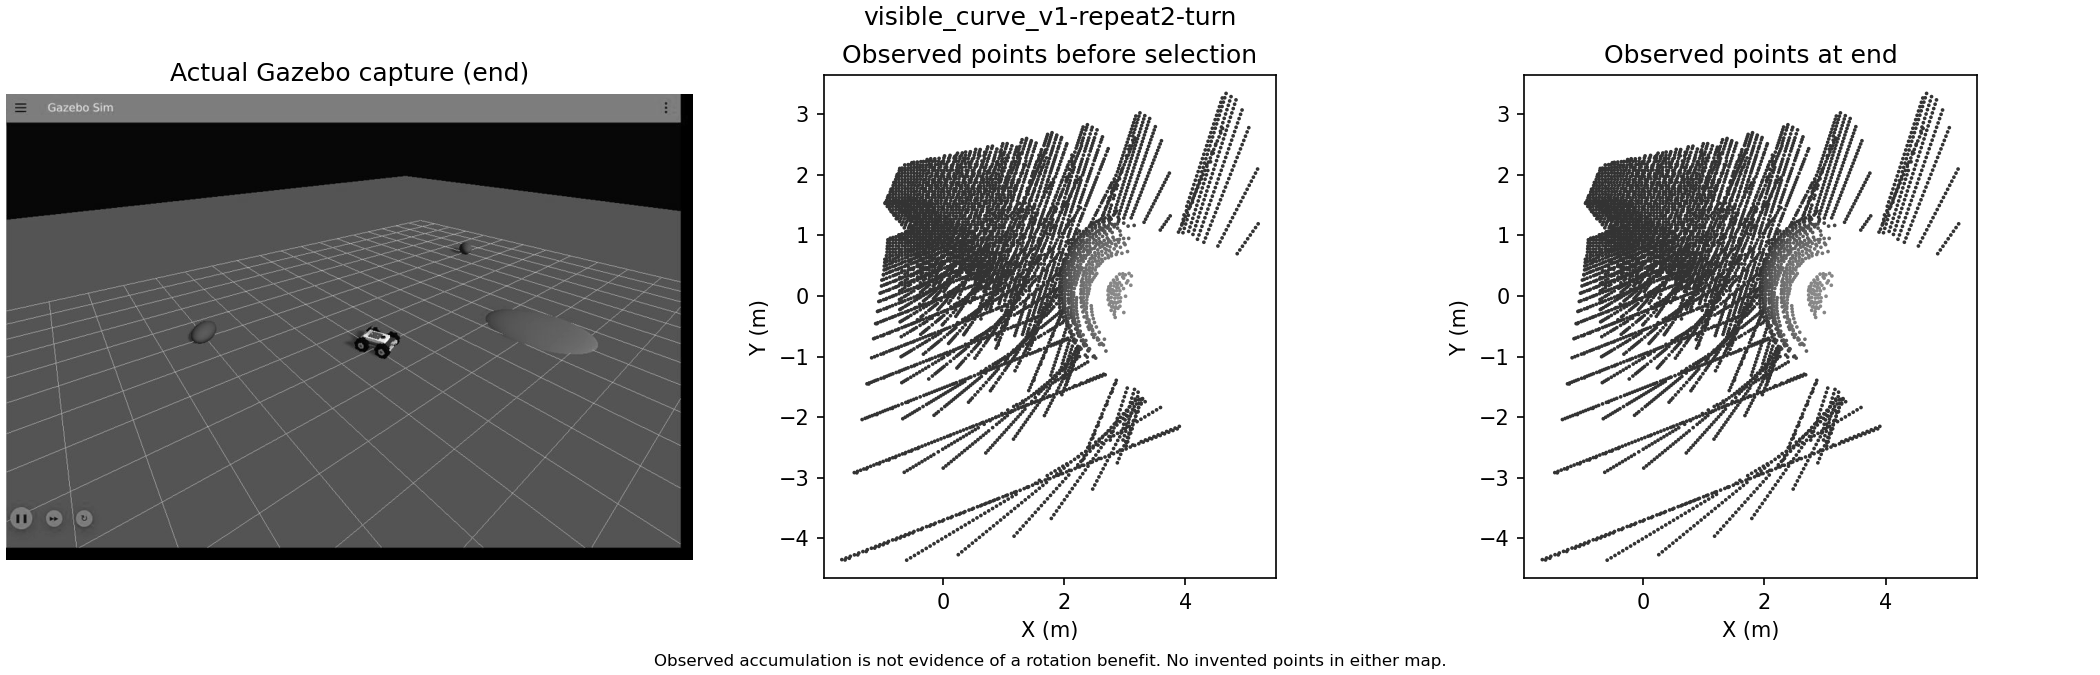 visible_curve_v1-repeat2-turn
Actual Gazebo capture (end)
Gazebo Sim
Observed points before selection
3
2
1
0
−1
−2
−3
−4
Y (m)
0 2 4
X (m)
Observed points at end
3
2
1
0
−1
−2
−3
−4
Y (m)
0 2 4
X (m)
Observed accumulation is not evidence of a rotation benefit. No invented points in either map.